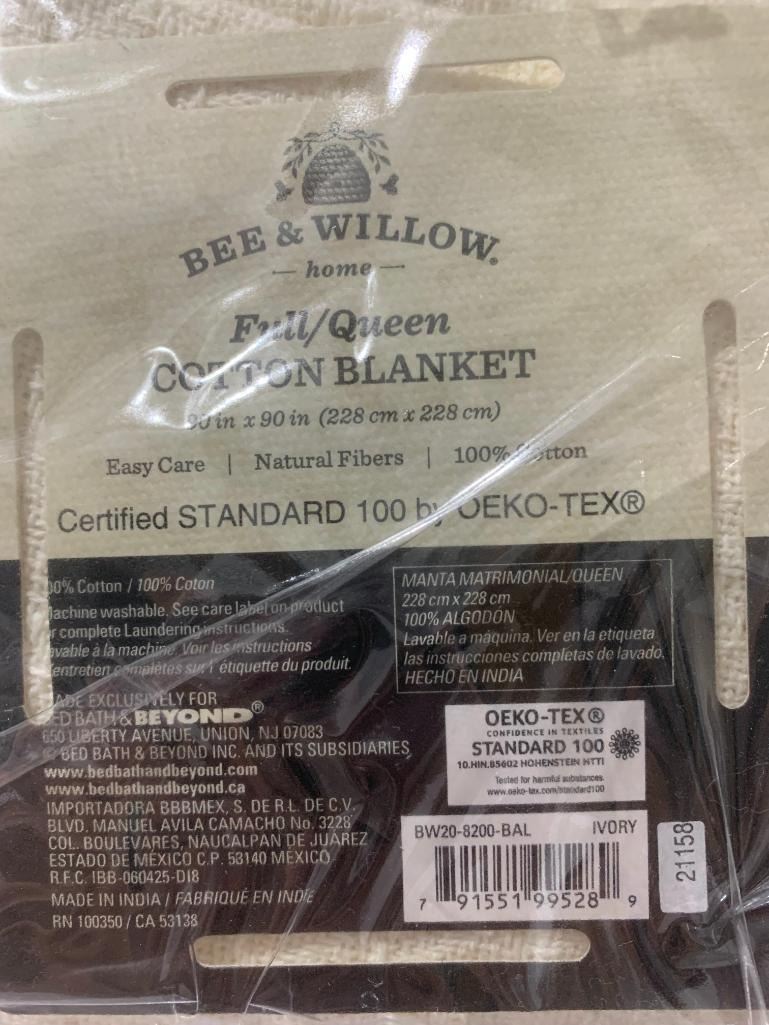 BEE & WILLOW®
— home —
Full/Queen
COTTON BLANKET
90 in x 90 in (228 cm x 228 cm)
Easy Care | Natural Fibers | 100% Cotton
Certified STANDARD 100 by OEKO-TEX®
00% Cotton / 100% Coton
Machine washable. See care label on product
or complete Laundering instructions.
avable à la machine. Voir les instructions
entretien complètes sur l étiquette du produit.
MANTA MATRIMONIAL/QUEEN
228 cm x 228 cm
100% ALGODÓN
Lavable a máquina. Ver en la etiqueta
las instrucciones completas de lavado.
HECHO EN INDIA
MADE EXCLUSIVELY FOR
BED BATH & BEYOND®
650 LIBERTY AVENUE, UNION, NJ 07083
© BED BATH & BEYOND INC. AND ITS SUBSIDIARIES
www.bedbathandbeyond.com
www.bedbathandbeyond.ca
IMPORTADORA BBBMEX, S. DE R.L. DE C.V.
BLVD. MANUEL AVILA CAMACHO No. 3228
COL. BOULEVARES, NAUCALPAN DE JUÁREZ
ESTADO DE MÉXICO C.P. 53140 MÉXICO
R.F.C. IBB-060425-DI8
MADE IN INDIA / FABRIQUÉ EN INDIE
RN 100350 / CA 53138
OEKO-TEX®
CONFIDENCE IN TEXTILES
STANDARD 100
10.HIN.85602 HOHENSTEIN HTTI
Tested for harmful substances.
www.oeko-tex.com/standard100
BW20-8200-BAL IVORY
7 91551 99528 9
21158